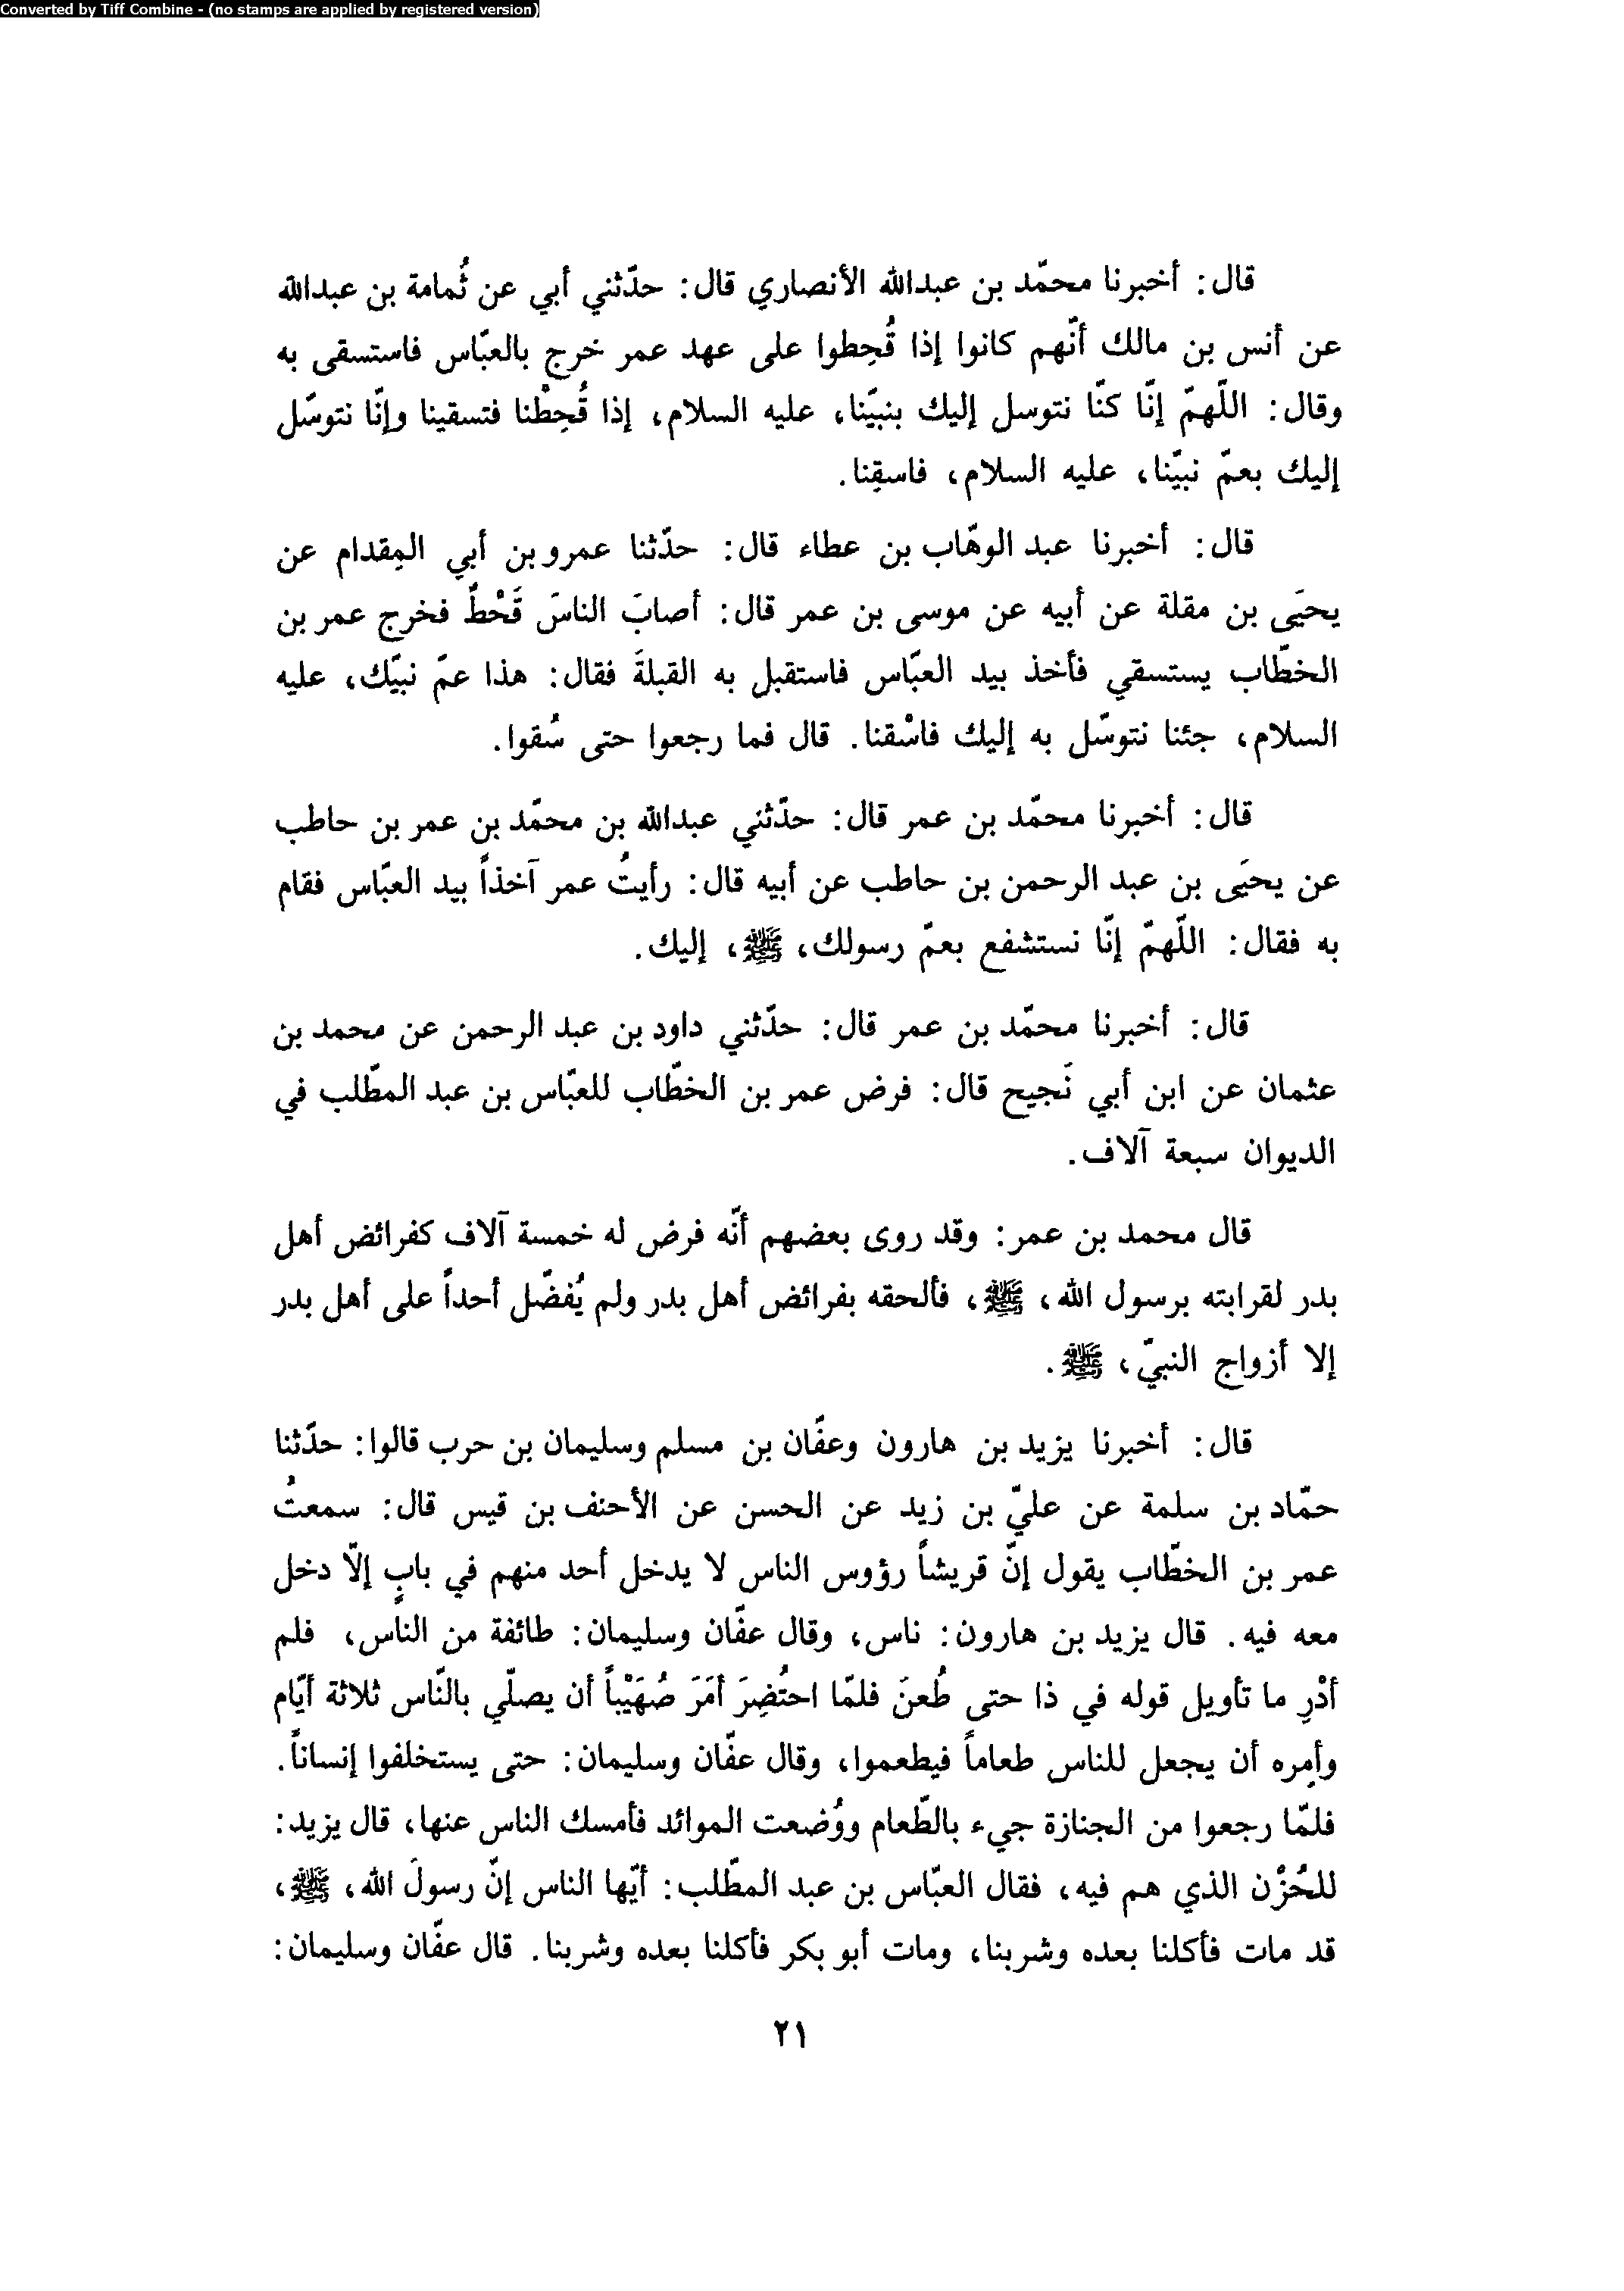 Converted by Tiff Combine - (no stamps are applied by registered version)
قال: أخبرنا محمّد بن عبدالله الأنصاري قال: حدّثني أبي عن ثُمامة بن عبدالله
عن أنس بن مالك أنّهم كانوا إذا قُحِطوا على عهد عمر خرج بالعبّاس فاستسقى به
وقال: اللّهمّ إنّا كنّا نتوسل إليك بنبيّنا، عليه السلام، إذا قُحِطْنا فتسقينا وإنّا نتوسّل
إليك بعمّ نبيّنا، عليه السلام، فاسقِنا.
قال: أخبرنا عبد الوهّاب بن عطاء قال: حدّثنا عمرو بن أبي المِقدام عن
يحيَى بن مقلة عن أبيه عن موسى بن عمر قال: أصابَ الناسَ قَحْطٌ فخرج عمر بن
الخطّاب يستسقي فأخذ بيد العبّاس فاستقبل به القبلةَ فقال: هذا عمّ نبيّك، عليه
السلام، جئنا نتوسّل به إليك فاسْقنا. قال فما رجعوا حتى سُقوا.
قال: أخبرنا محمّد بن عمر قال: حدّثني عبدالله بن محمّد بن عمر بن حاطب
عن يحيَى بن عبد الرحمن بن حاطب عن أبيه قال: رأيتُ عمر آخذاً بيد العبّاس فقام
به فقال: اللّهمّ إنّا نستشفع بعمّ رسولك، ﷺ، إليك.
قال: أخبرنا محمّد بن عمر قال: حدّثني داود بن عبد الرحمن عن محمد بن
عثمان عن ابن أبي نَجيح قال: فرض عمر بن الخطّاب للعبّاس بن عبد المطّلب في
الديوان سبعة آلاف.
قال محمد بن عمر: وقد روى بعضهم أنّه فرض له خمسة آلاف كفرائض أهل
بدر لقرابته برسول الله، ﷺ، فألحقه بفرائض أهل بدر ولم يُفضّل أحداً على أهل بدر
إلا أزواج النبيّ، ﷺ.
قال: أخبرنا يزيد بن هارون وعفّان بن مسلم وسليمان بن حرب قالوا: حدّثنا
حمّاد بن سلمة عن عليّ بن زيد عن الحسن عن الأحنف بن قيس قال: سمعتُ
عمر بن الخطّاب يقول إنّ قريشاً رؤوس الناس لا يدخل أحد منهم في بابٍ إلّا دخل
معه فيه. قال يزيد بن هارون: ناس، وقال عفّان وسليمان: طائفة من الناس، فلم
أدْرِ ما تأويل قوله في ذا حتى طُعنَ فلمّا احتُضِرَ أمَرَ صُهَيْباً أن يصلّي بالنّاس ثلاثة أيّام
وأمره أن يجعل للناس طعاماً فيطعموا، وقال عفّان وسليمان: حتى يستخلفوا إنساناً.
فلمّا رجعوا من الجنازة جيء بالطّعام ووُضعت الموائد فأمسك الناس عنها، قال يزيد:
للحُزْن الذي هم فيه، فقال العبّاس بن عبد المطّلب: أيّها الناس إنّ رسولَ الله، ﷺ،
قد مات فأكلنا بعده وشربنا، ومات أبو بكر فأكلنا بعده وشربنا. قال عفّان وسليمان:
٢١